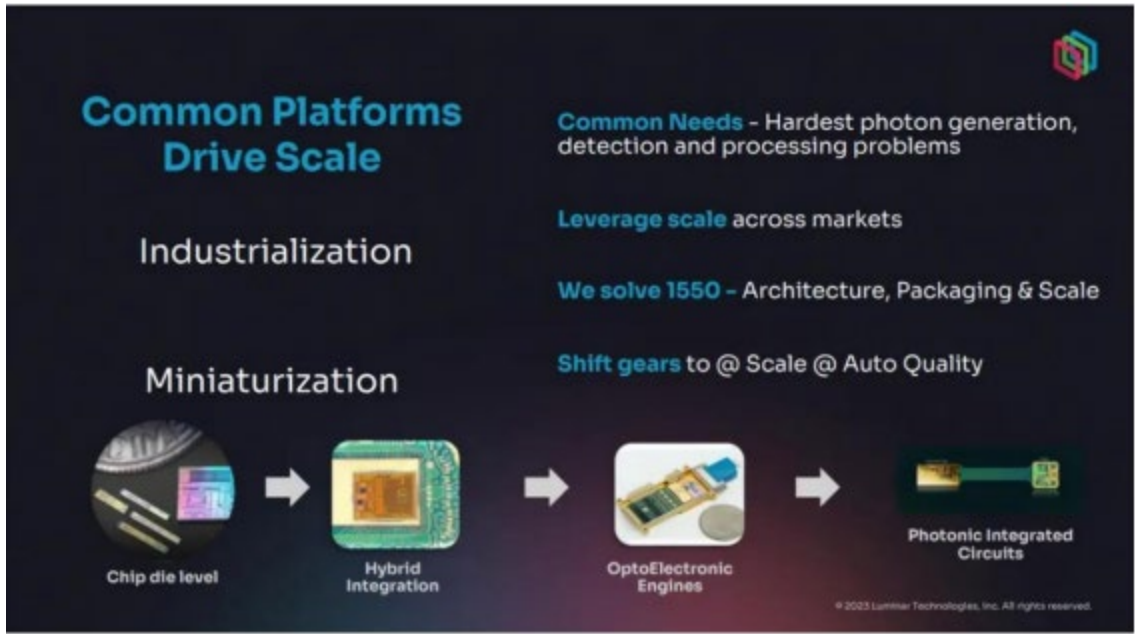 Common Platforms
Drive Scale
Industrialization
Miniaturization
Common Needs - Hardest photon generation,
detection and processing problems
Leverage scale across markets
We solve 1550 – Architecture, Packaging & Scale
Shift gears to @ Scale @ Auto Quality
Chip die level
Hybrid
Integration
OptoElectronic
Engines
Photonic Integrated
Circuits
© 2023 Luminar Technologies, Inc. All rights reserved.